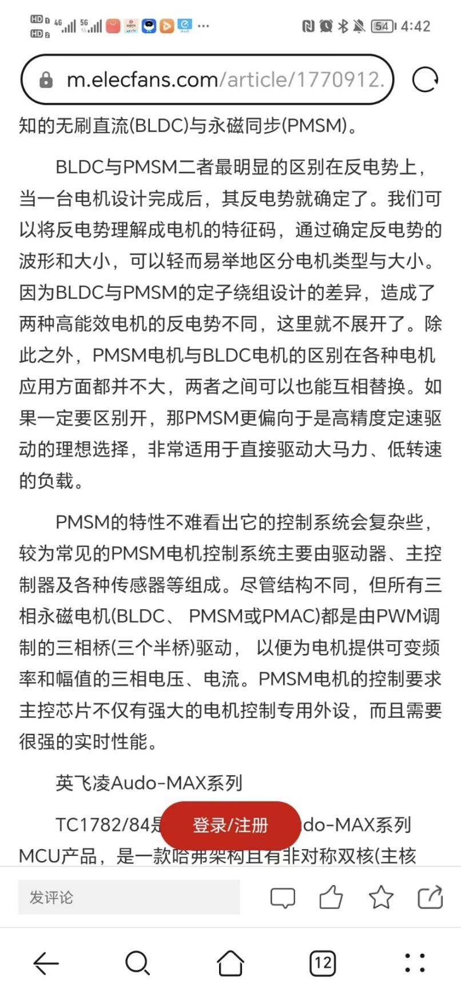 HD 1 4G 5G 54 4:42
HD 2
m.elecfans.com/article/1770912.
知的无刷直流(BLDC)与永磁同步(PMSM)。
BLDC与PMSM二者最明显的区别在反电势上，
当一台电机设计完成后，其反电势就确定了。我们可
以将反电势理解成电机的特征码，通过确定反电势的
波形和大小，可以轻而易举地区分电机类型与大小。
因为BLDC与PMSM的定子绕组设计的差异，造成了
两种高能效电机的反电势不同，这里就不展开了。除
此之外，PMSM电机与BLDC电机的区别在各种电机
应用方面都并不大，两者之间可以也能互相替换。如
果一定要区别开，那PMSM更偏向于是高精度定速驱
动的理想选择，非常适用于直接驱动大马力、低转速
的负载。
PMSM的特性不难看出它的控制系统会复杂些，
较为常见的PMSM电机控制系统主要由驱动器、主控
制器及各种传感器等组成。尽管结构不同，但所有三
相永磁电机(BLDC、 PMSM或PMAC)都是由PWM调
制的三相桥(三个半桥)驱动， 以便为电机提供可变频
率和幅值的三相电压、电流。PMSM电机的控制要求
主控芯片不仅有强大的电机控制专用外设，而且需要
很强的实时性能。
英飞凌Audo-MAX系列
TC1782/84是 登录/注册 do-MAX系列
MCU产品，是一款哈弗架构且有非对称双核(主核
发评论
12